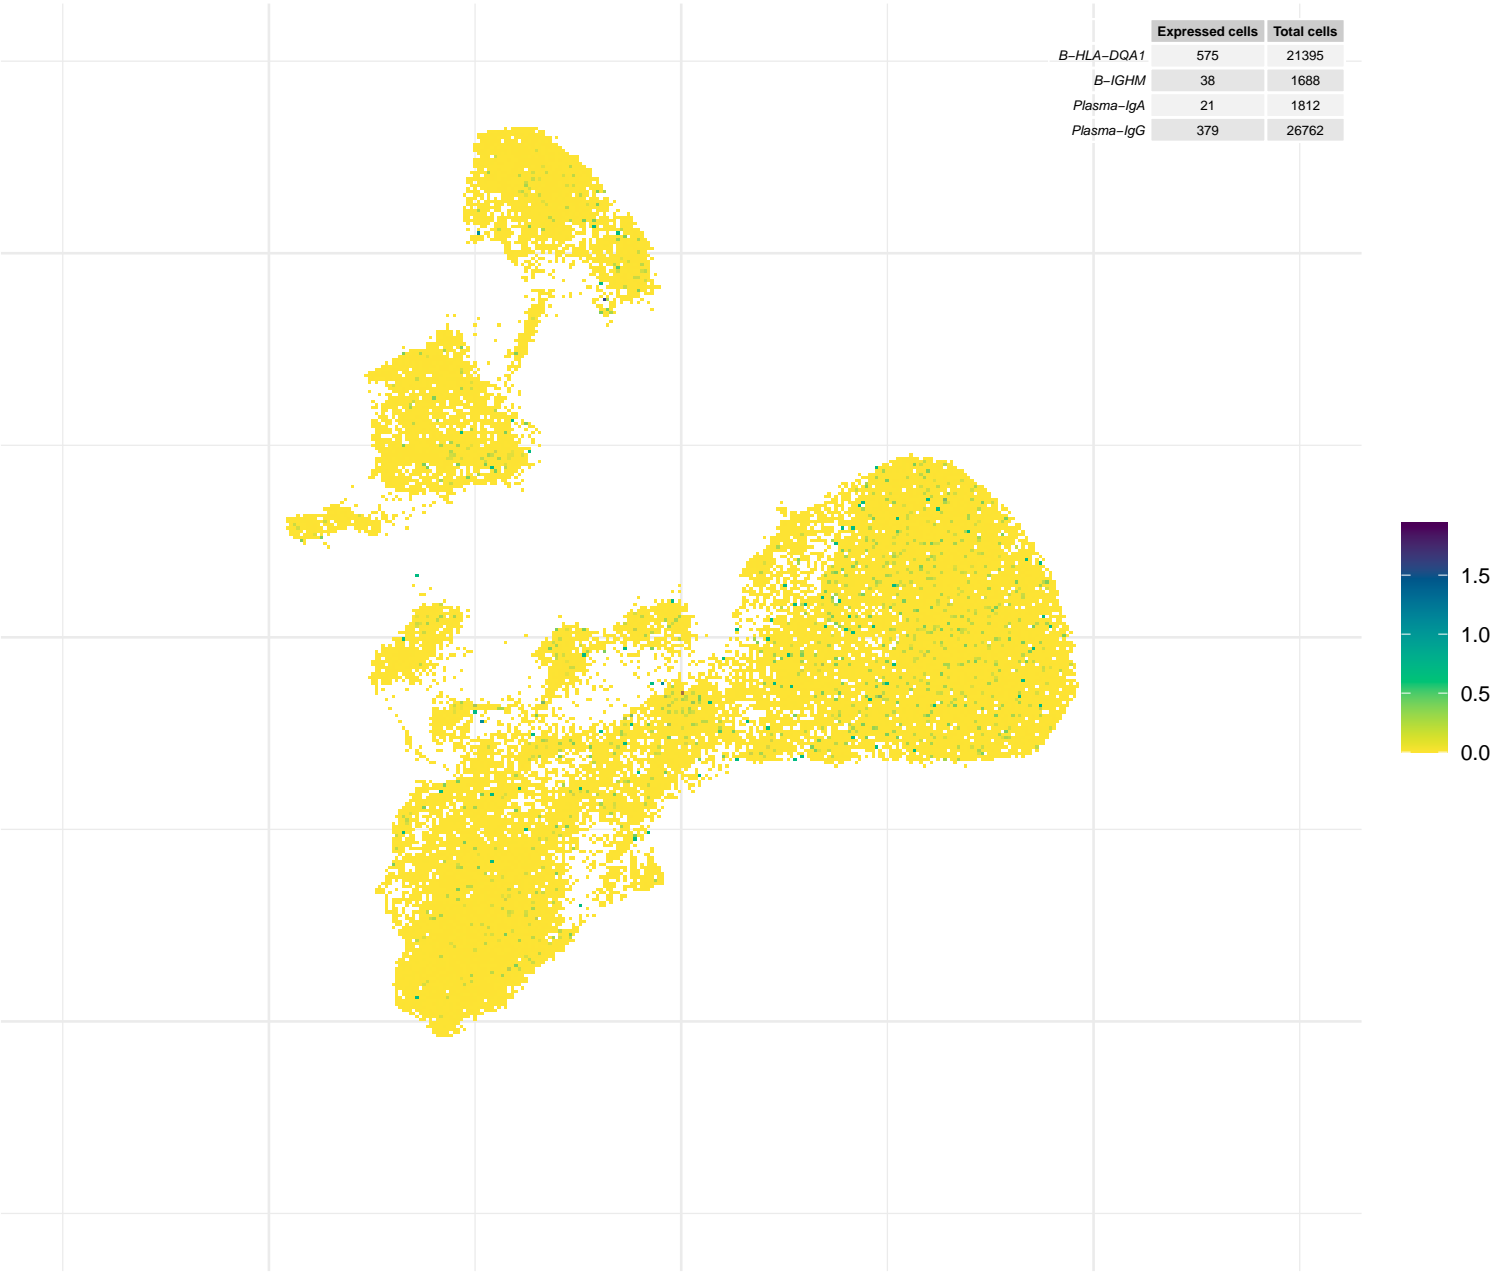 Expressed cells Total cells
B–HLA–DQA1 575 21395
B–IGHM 38 1688
Plasma–IgA 21 1812
Plasma–IgG 379 26762
1.5
1.0
0.5
0.0